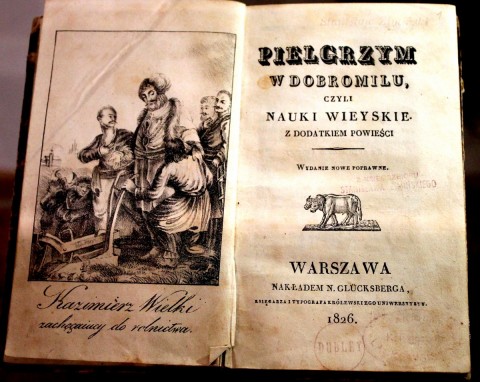 Kazimierz Wielki
zachęcaiący do rolnictwa.
PIELGRZYM
W DOBROMILU,
CZYLI
NAUKI WIEYSKIE.
Z DODATKIEM POWIEŚCI
WYDANIE NOWE POPRAWNE.
WARSZAWA
NAKŁADEM N. GLÜCKSBERGA,
KSIĘGARZA I TYPOGRAFA KRÓLEWSKIEGO UNIWERSYTETU.
1826.
DUBLET